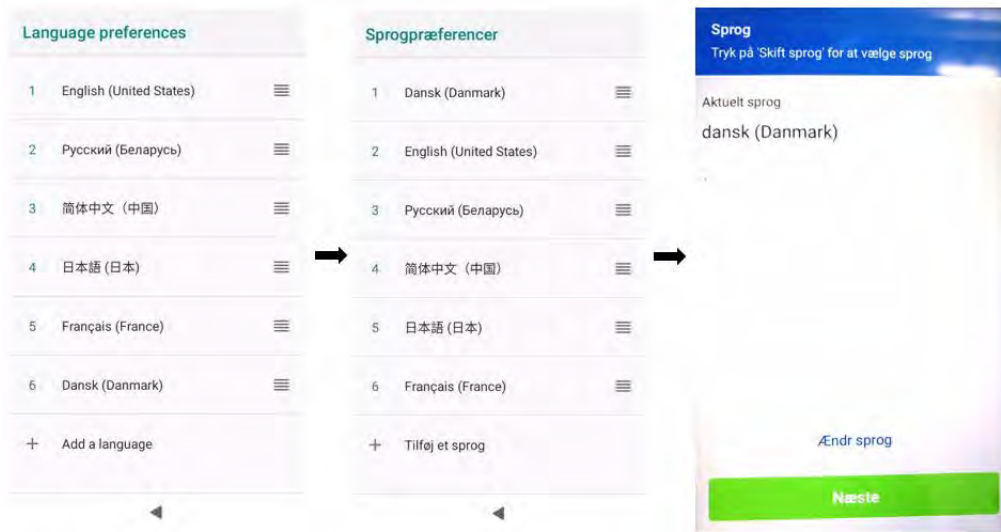 Language preferences
1 English (United States)
2 Русский (Беларусь)
3 简体中文（中国）
4 日本語 (日本)
5 Français (France)
6 Dansk (Danmark)
+ Add a language
Sprogpræferencer
1 Dansk (Danmark)
2 English (United States)
3 Русский (Беларусь)
4 简体中文（中国）
5 日本語 (日本)
6 Français (France)
+ Tilføj et sprog
Sprog
Tryk på 'Skift sprog' for at vælge sprog
Aktuelt sprog
dansk (Danmark)
Ændr sprog
Næste